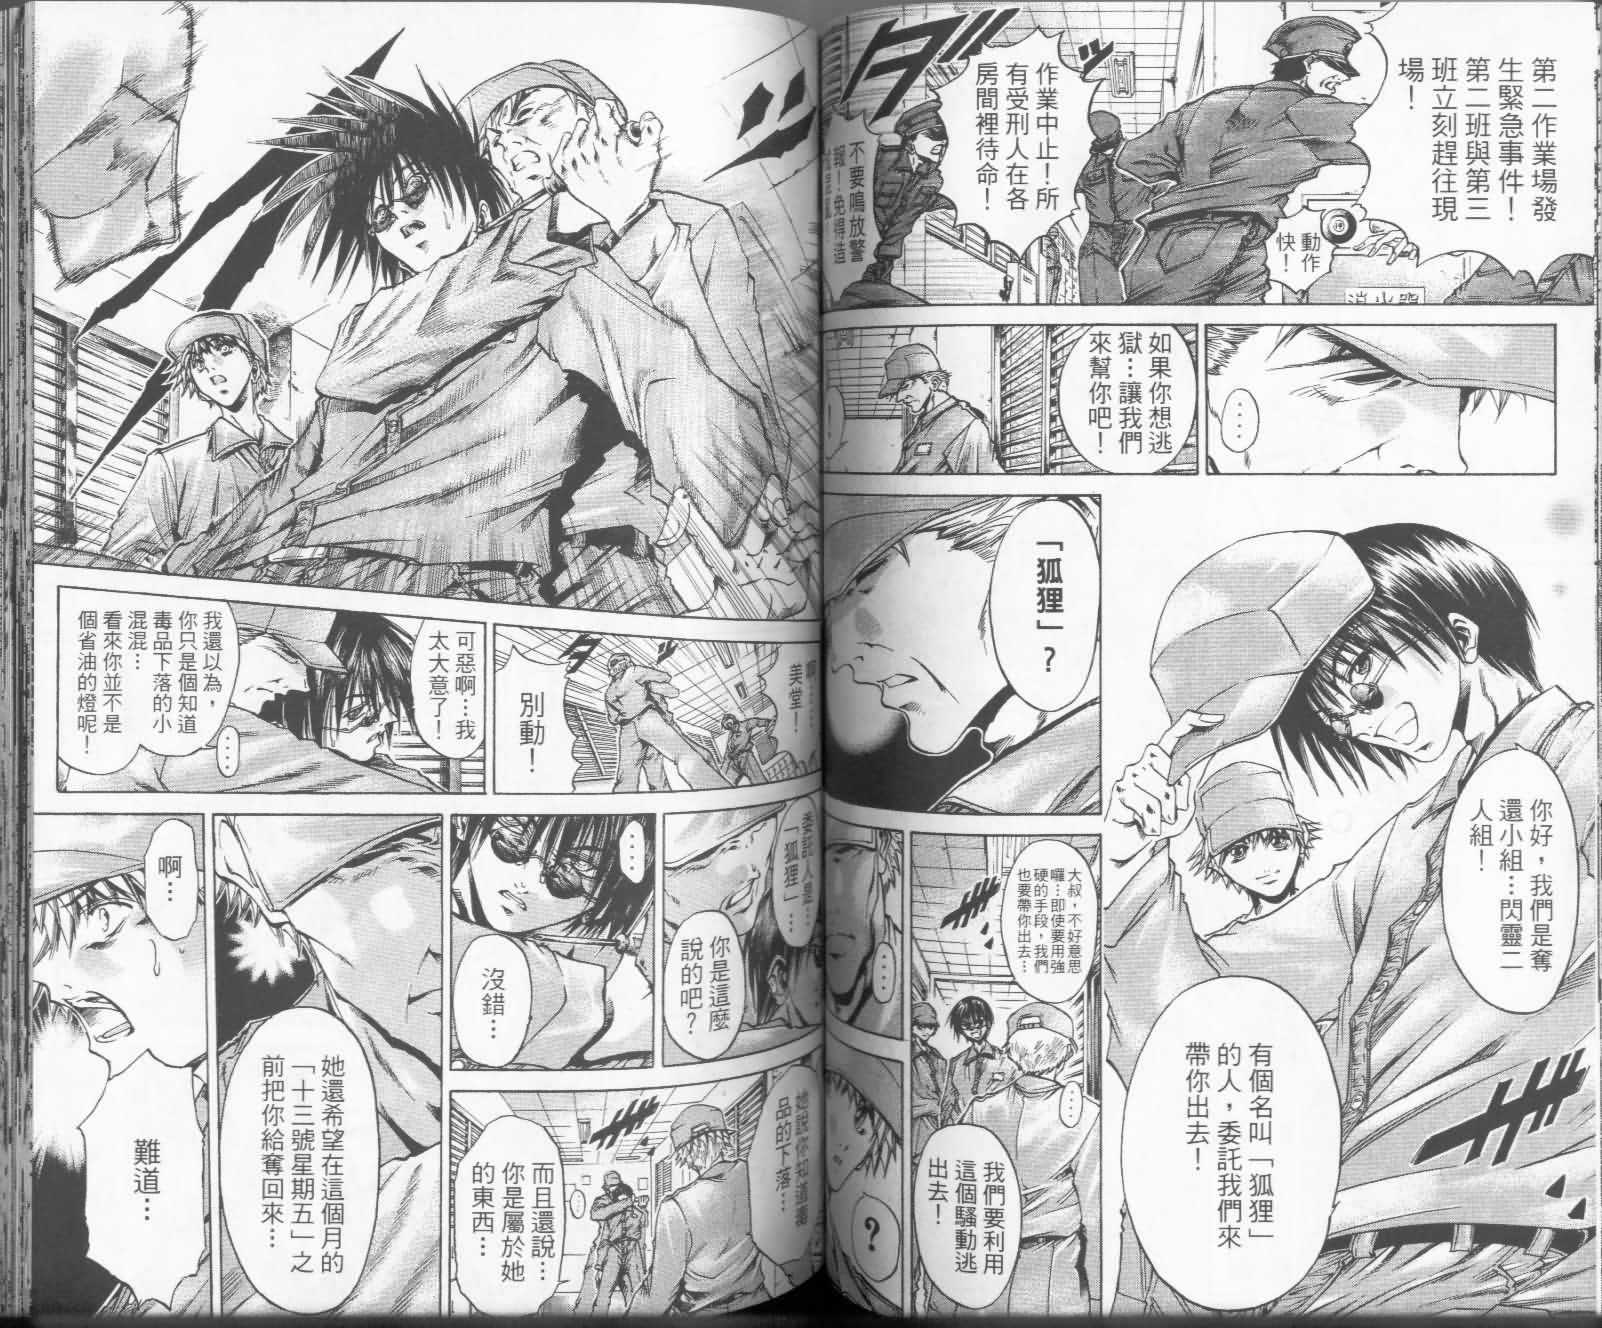 第二作業場發
生緊急事件！
第二班與第三
班立刻趕往現
場！
動作
快！
消火器
作業中止！所
有受刑人在各
房間裡待命！
不要鳴放警
報！免得造
如果你想逃
獄…讓我們
來幫你吧！
…
你好，我們是奪
還小組…閃靈二
人組！
有個名叫「狐狸」
的人，委託我們來
帶你出去！
「狐狸」？
大叔，不好意思
囉…即使要用強
硬的手段，我們
也要帶你出去…
…
我們要利用
這個騷動逃
出去！
…
？
美堂！
別動！
可惡啊…我
太大意了！
我還以為，
你只是個知道
毒品下落的小
混混…
看來你並不是
個省油的燈呢！
…
委託人是…
「狐狸」…
你是這麼
說的吧？
…
沒錯…
她說你知道毒
品的下落…
而且還說…
你是屬於她
的東西…
…
她還希望在這個月的
「十三號星期五」之
前把你給奪回來…
啊…
難道…